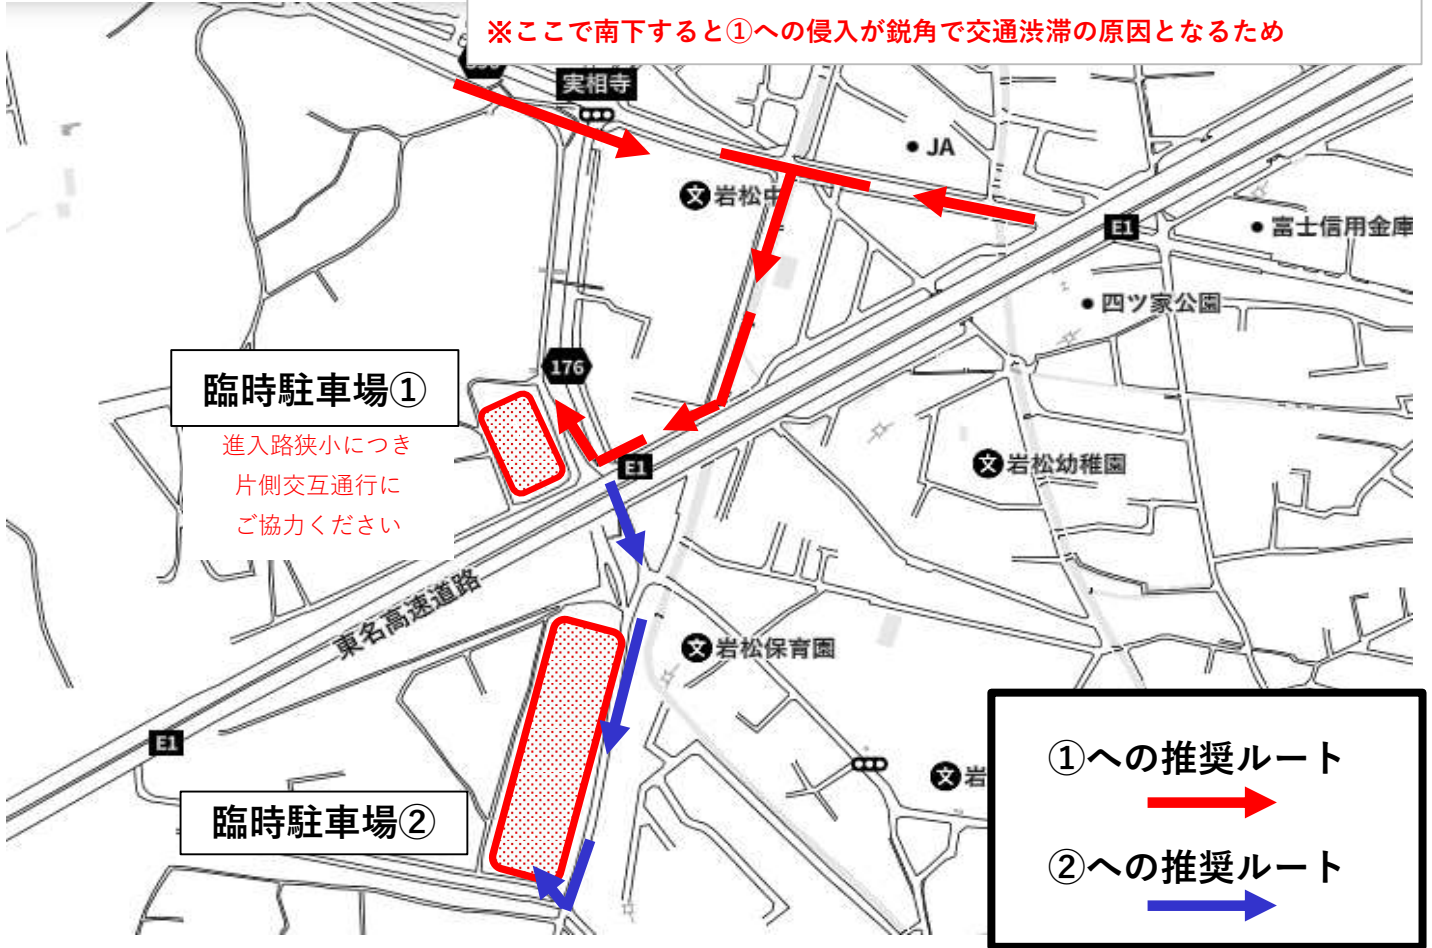 ※ここで南下すると①への侵入が鋭角で交通渋滞の原因となるため
実相寺
JA
文岩松中
E1
富士信用金庫
四ツ家公園
176
臨時駐車場①
進入路狭小につき
片側交互通行に
ご協力ください
E1
文岩松幼稚園
東名高速道路
文岩松保育園
E1
文岩
臨時駐車場②
①への推奨ルート
②への推奨ルート